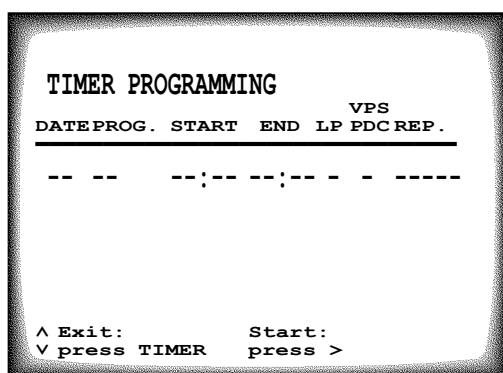 TIMER PROGRAMMING
VPS
DATE PROG. START END LP PDC REP.
-- -- --:-- --:-- - - -----
^ Exit: Start:
v press TIMER press >